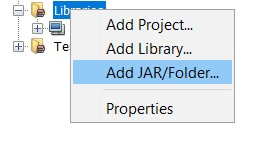 Libraries
Add Project...
Add Library...
Te
Add JAR/Folder...
Properties